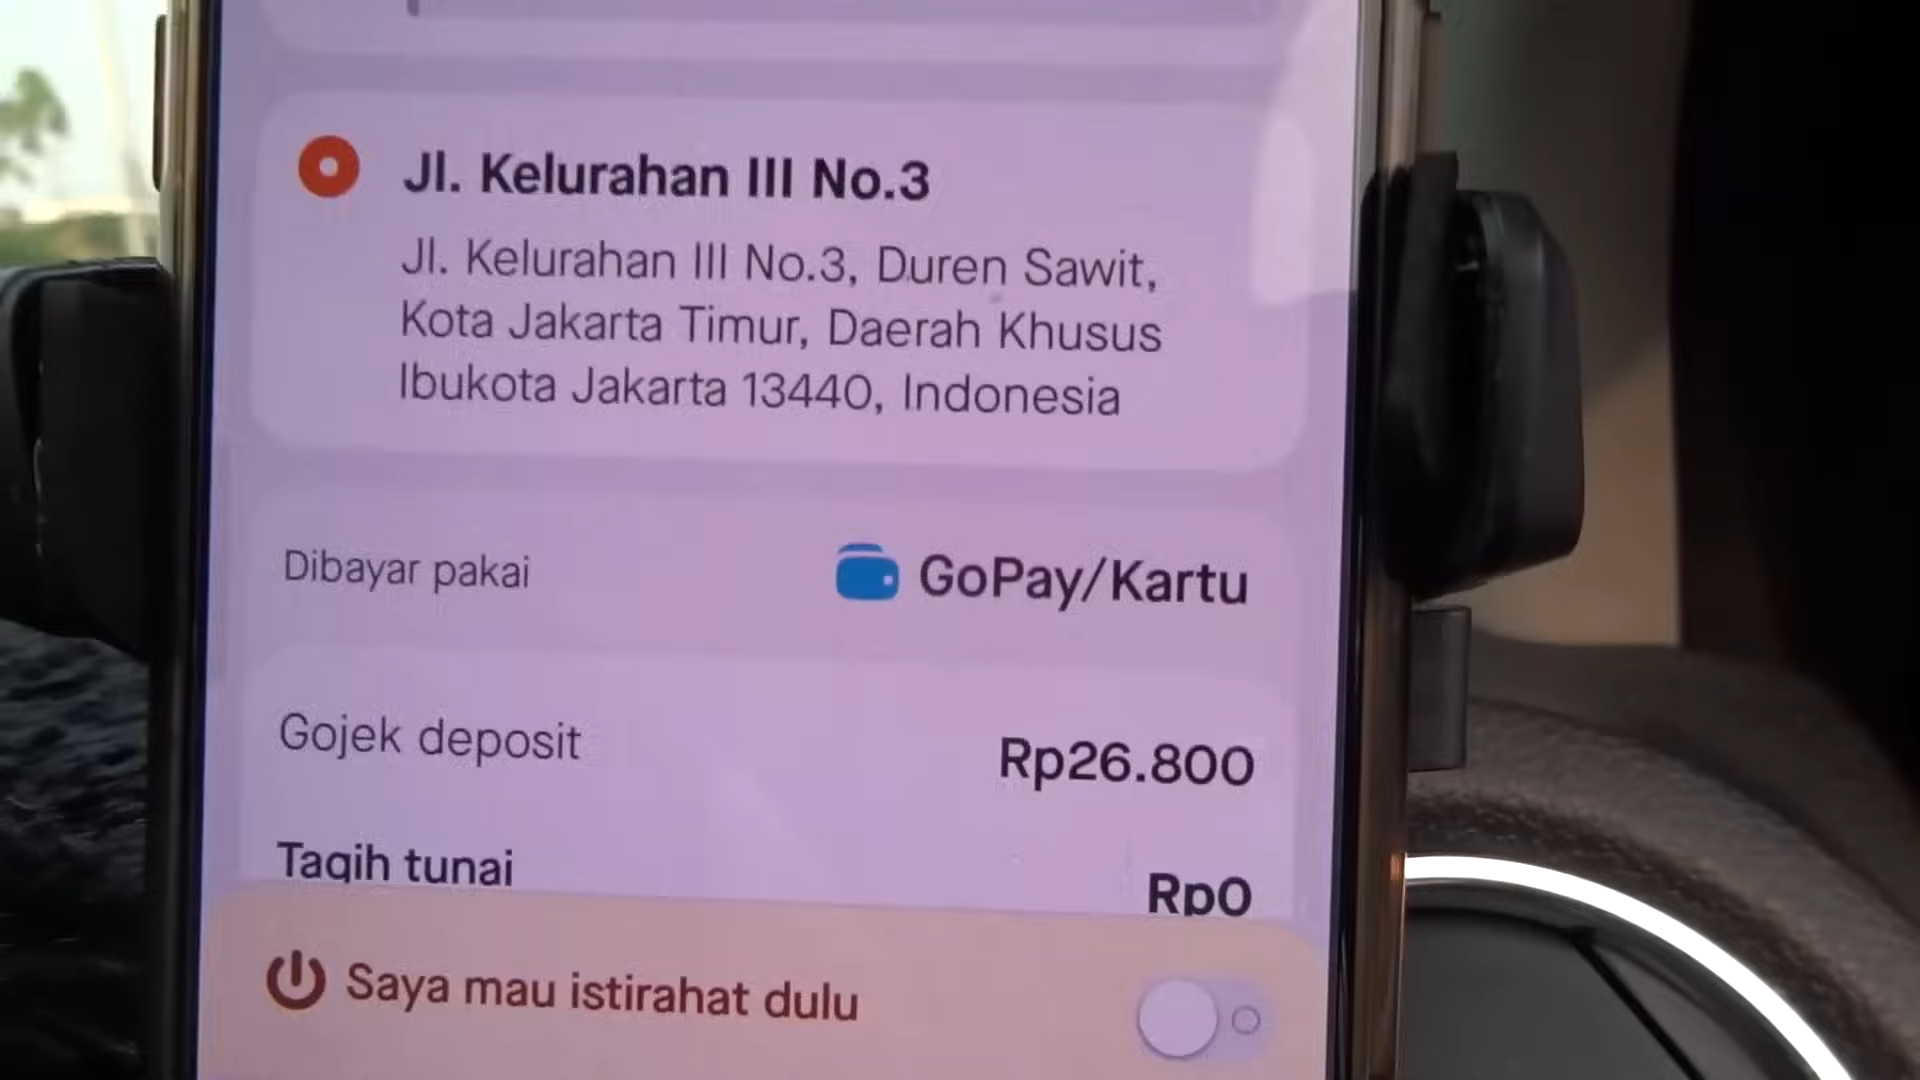 Jl. Kelurahan III No.3
Jl. Kelurahan III No.3, Duren Sawit,
Kota Jakarta Timur, Daerah Khusus
Ibukota Jakarta 13440, Indonesia
Dibayar pakai GoPay/Kartu
Gojek deposit Rp26.800
Tagih tunai Rp0
Saya mau istirahat dulu